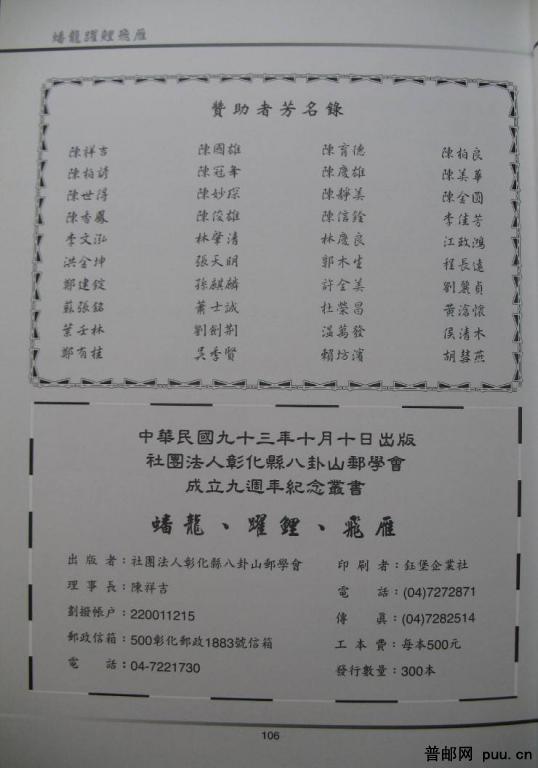 蟠龍躍鯉飛雁
贊助者芳名錄
陳祥吉 陳國雄 陳育德 陳柏良
陳柏諺 陳冠夆 陳慶雄 陳美華
陳世得 陳妙琛 陳靜美 陳金國
陳香鳳 陳俊雄 陳信銓 李佳芳
李文泓 林肇清 林慶良 江政鴻
洪全坤 張天明 郭木生 程長遠
鄭建錠 孫麒麟 許金美 劉麗貞
蘇張銘 蕭士誠 杜榮昌 黃滄懷
葉壬林 劉劍荆 溫萬發 侯清木
鄭有桂 吳季賢 賴坊濱 胡慧燕
中華民國九十三年十月十日出版
社團法人彰化縣八卦山郵學會
成立九週年紀念叢書
蟠龍、躍鯉、飛雁
出版者：社團法人彰化縣八卦山郵學會 印刷者：鈺堡企業社
理事長：陳祥吉 電話：(04)7272871
劃撥帳户：220011215 傳真：(04)7282514
郵政信箱：500彰化郵政1883號信箱 工本費：每本500元
電話：04-7221730 發行數量：300本
106
普邮网 puu.cn